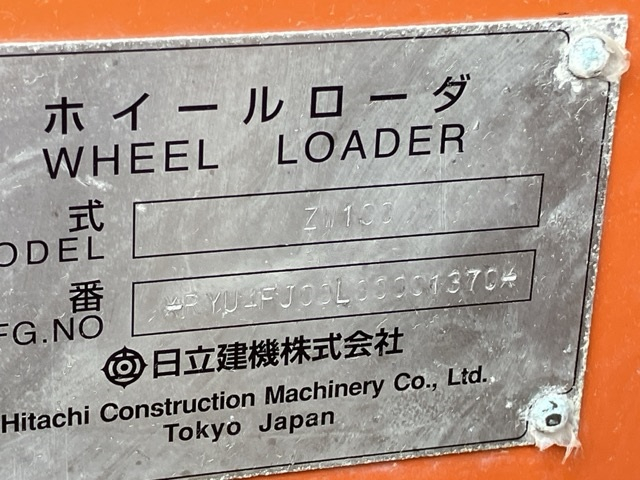 ホイールローダ
WHEEL LOADER
式
ODEL ZW100
番
FG.NO
日立建機株式会社
Hitachi Construction Machinery Co., Ltd.
Tokyo Japan